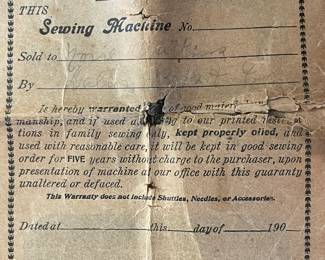 THIS
Sewing Machine No.
Sold to
By
Is hereby warranted of good
manship, and if used to our printed
tions in family sewing only, kept properly oiled, and
used with reasonable care, it will be kept in good sewing
order for FIVE years without charge to the purchaser, upon
presentation of machine at our office with this guaranty
unaltered or defaced.
This Warranty does not include Shuttles, Needles, or Accessories.
Dated at this day of 190